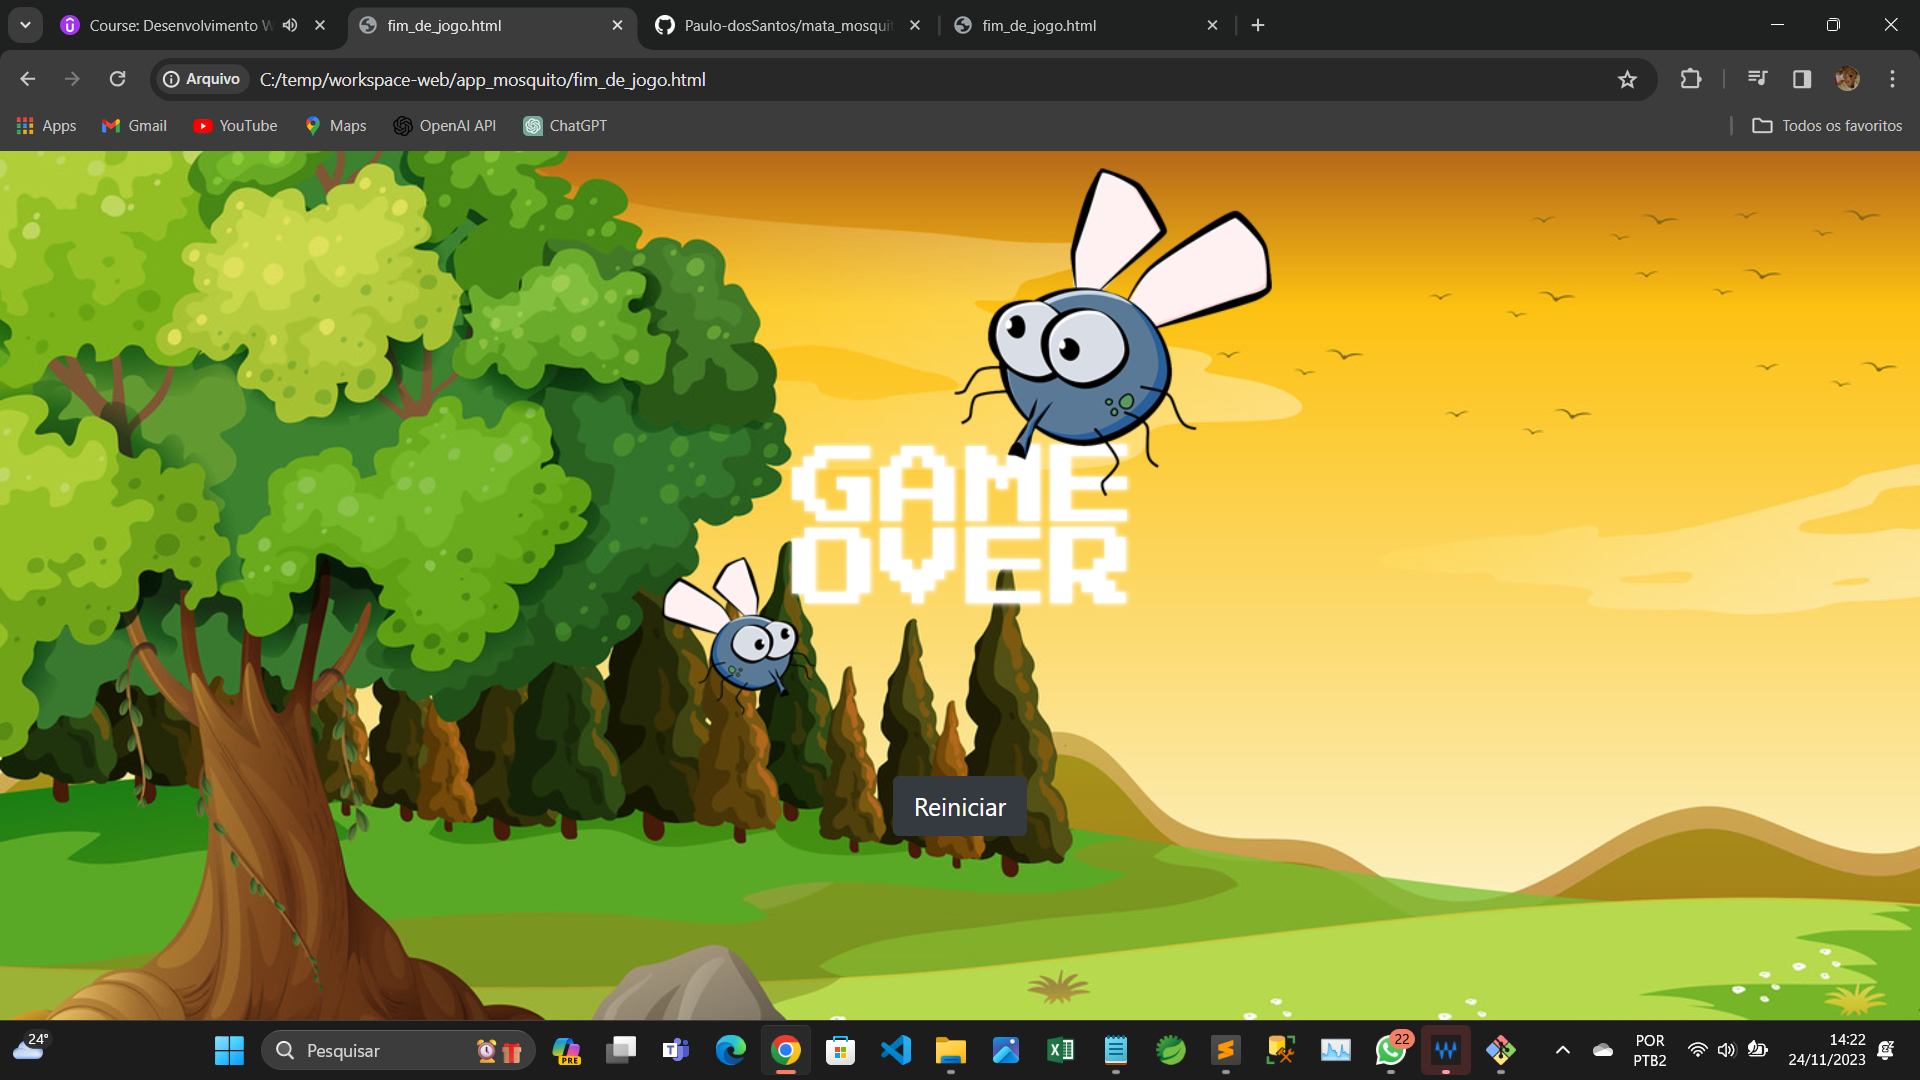 Course: Desenvolvimento W
fim_de_jogo.html
Paulo-dosSantos/mata_mosqui
fim_de_jogo.html
Arquivo
C:/temp/workspace-web/app_mosquito/fim_de_jogo.html
Apps
Gmail
YouTube
Maps
OpenAI API
ChatGPT
Todos os favoritos
GAME
OVER
Reiniciar
24°
Pesquisar
PRE
22
POR
PTB2
14:22
24/11/2023